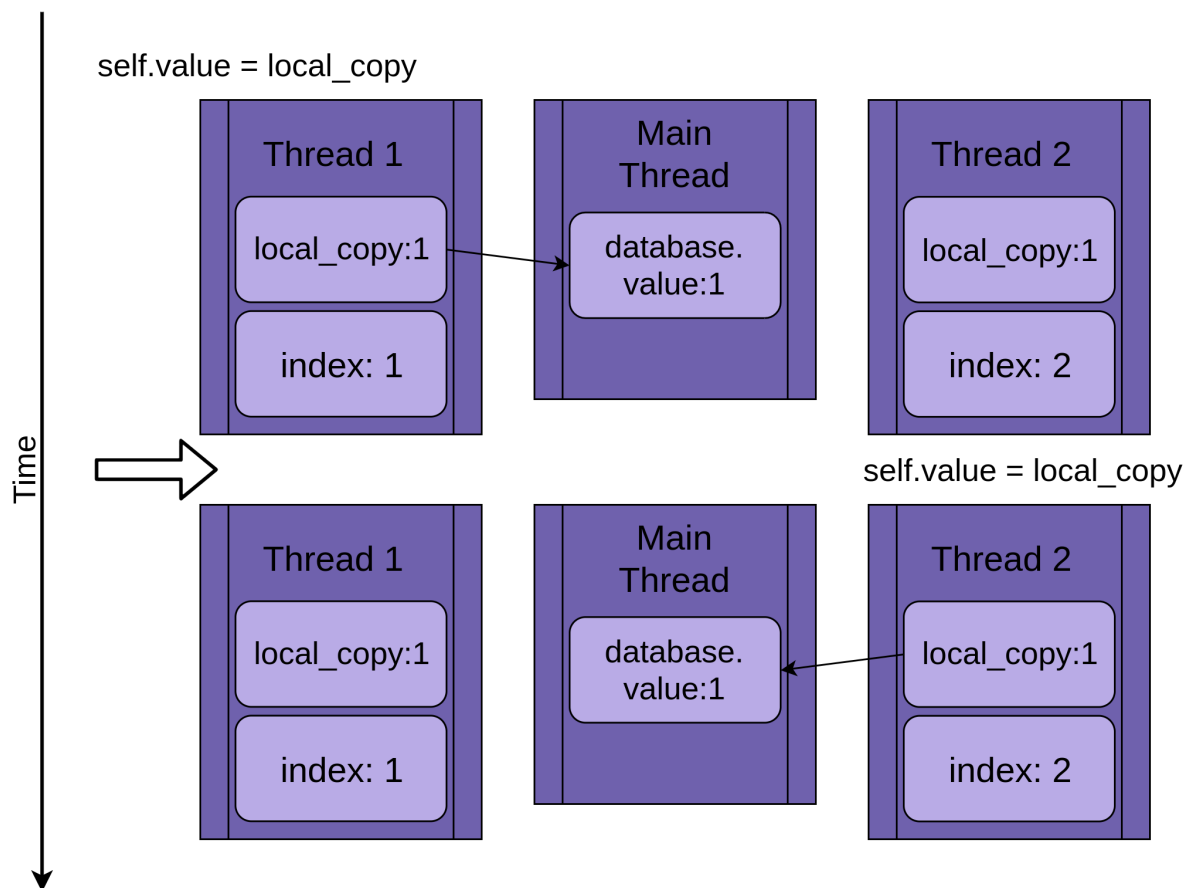 self.value = local_copy
Thread 1
local_copy:1
index: 1
Main
Thread
database.
value:1
Thread 2
local_copy:1
index: 2
Time
self.value = local_copy
Thread 1
local_copy:1
index: 1
Main
Thread
database.
value:1
Thread 2
local_copy:1
index: 2